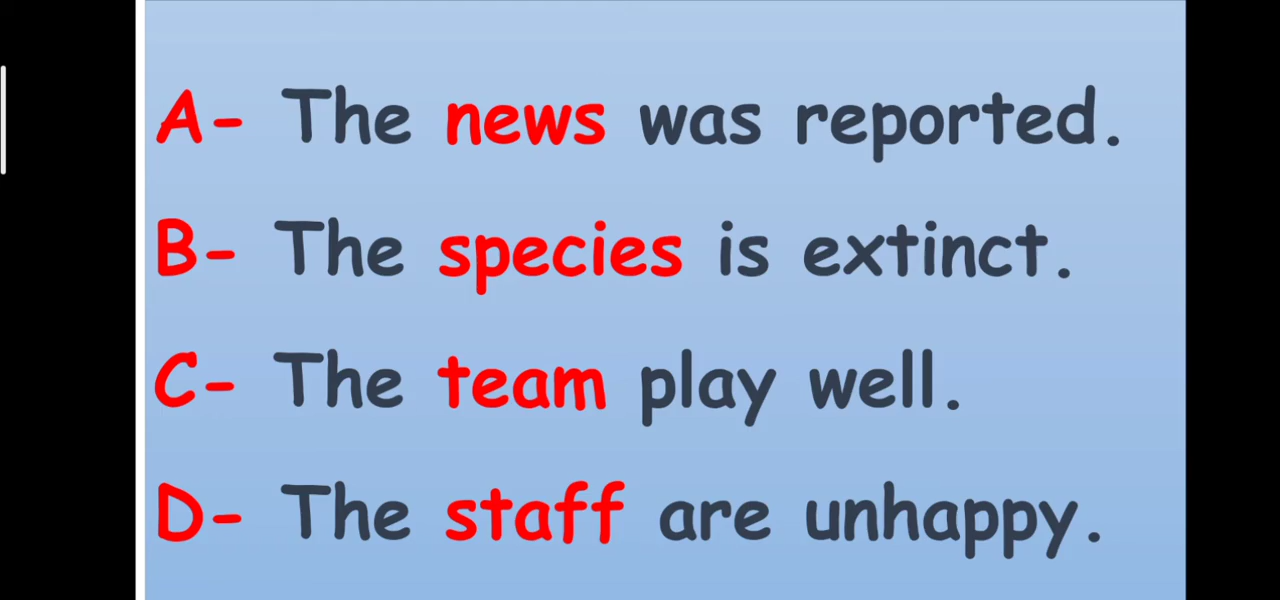 A- The news was reported.
B- The species is extinct.
C- The team play well.
D- The staff are unhappy.